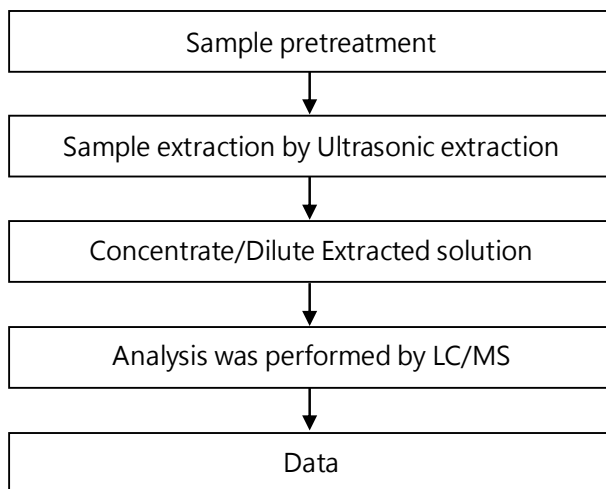 Sample pretreatment
Sample extraction by Ultrasonic extraction
Concentrate/Dilute Extracted solution
Analysis was performed by LC/MS
Data